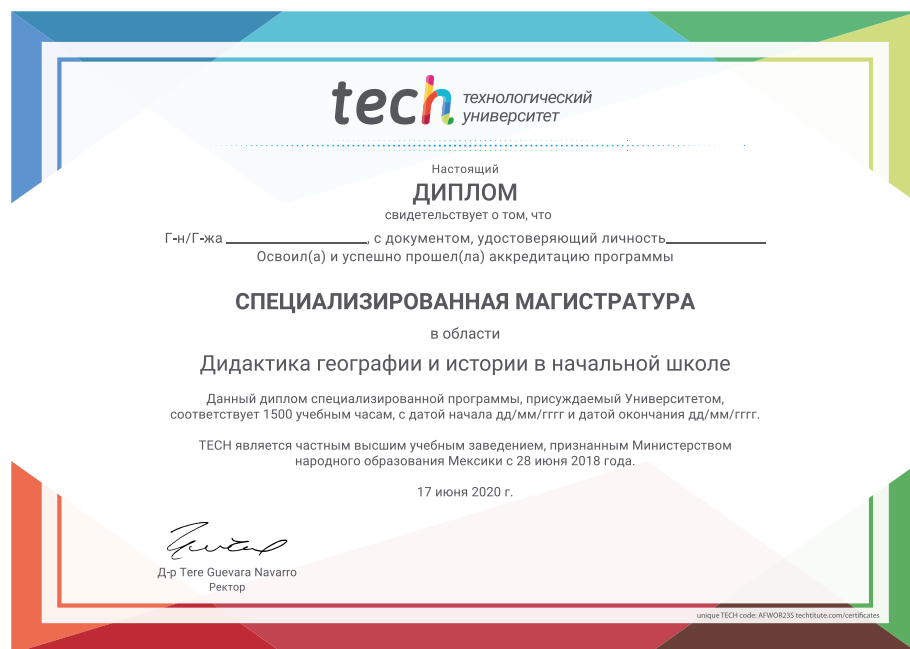 tech технологический
университет
Настоящий
ДИПЛОМ
свидетельствует о том, что
Г-н/Г-жа ________________, с документом, удостоверяющий личность___________
Освоил(а) и успешно прошел(ла) аккредитацию программы
СПЕЦИАЛИЗИРОВАННАЯ МАГИСТРАТУРА
в области
Дидактика географии и истории в начальной школе
Данный диплом специализированной программы, присуждаемый Университетом,
соответствует 1500 учебным часам, с датой начала дд/мм/гггг и датой окончания дд/мм/гггг.
TECH является частным высшим учебным заведением, признанным Министерством
народного образования Мексики с 28 июня 2018 года.
17 июня 2020 г.
Д-р Tere Guevara Navarro
Ректор
unique TECH code: AFWOR23S techtitute.com/certificates